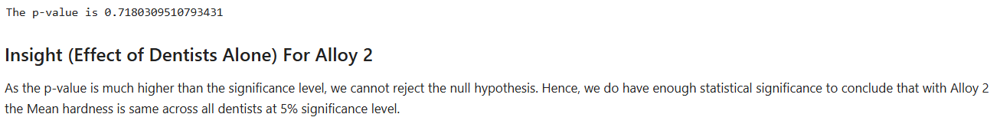 The p-value is 0.7180309510793431
Insight (Effect of Dentists Alone) For Alloy 2
As the p-value is much higher than the significance level, we cannot reject the null hypothesis. Hence, we do have enough statistical significance to conclude that with Alloy 2
the Mean hardness is same across all dentists at 5% significance level.